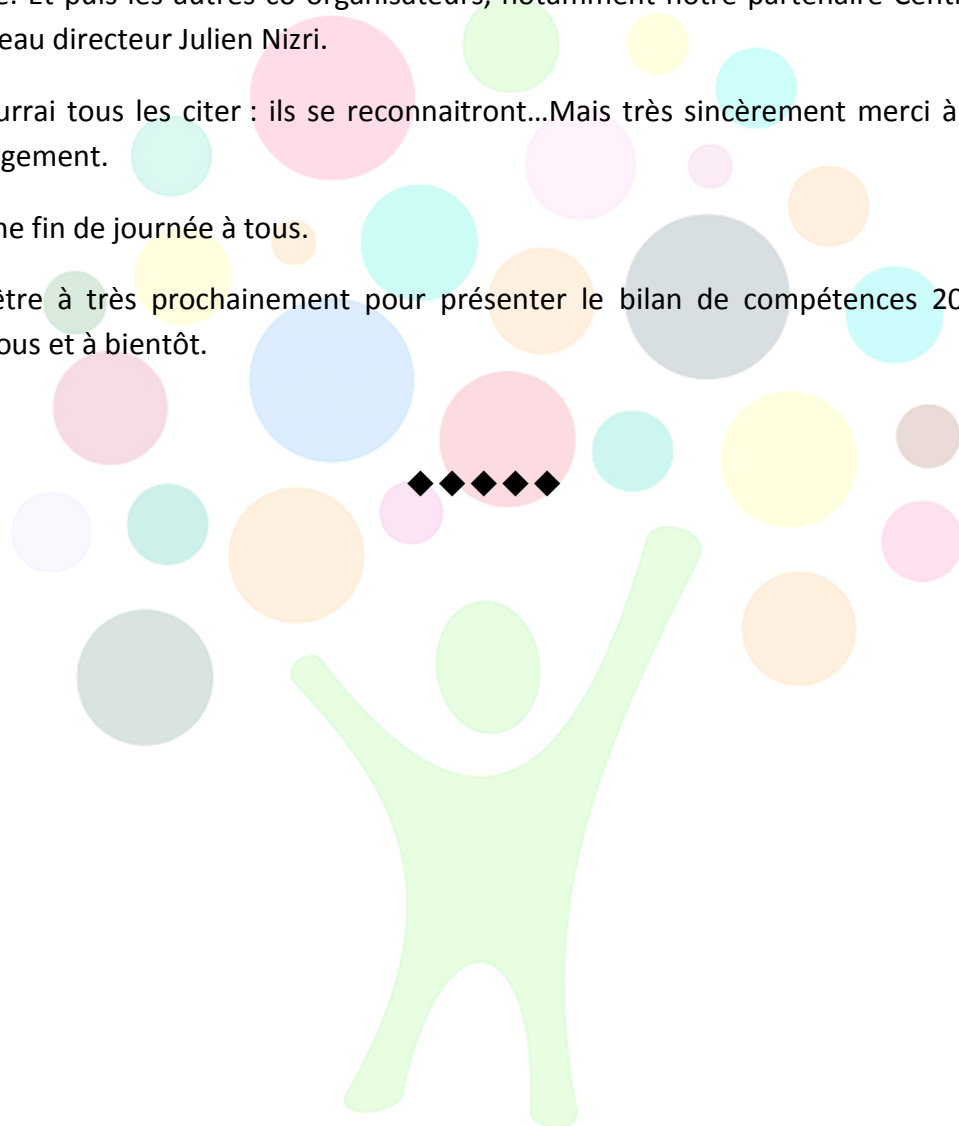 e. Et puis les autres co-organisateurs, notamment notre partenaire Cent
eau directeur Julien Nizri.
urrai tous les citer : ils se reconnaitront…Mais très sincèrement merci à
gement.
ne fin de journée à tous.
être à très prochainement pour présenter le bilan de compétences 20
ous et à bientôt.
◆◆◆◆◆